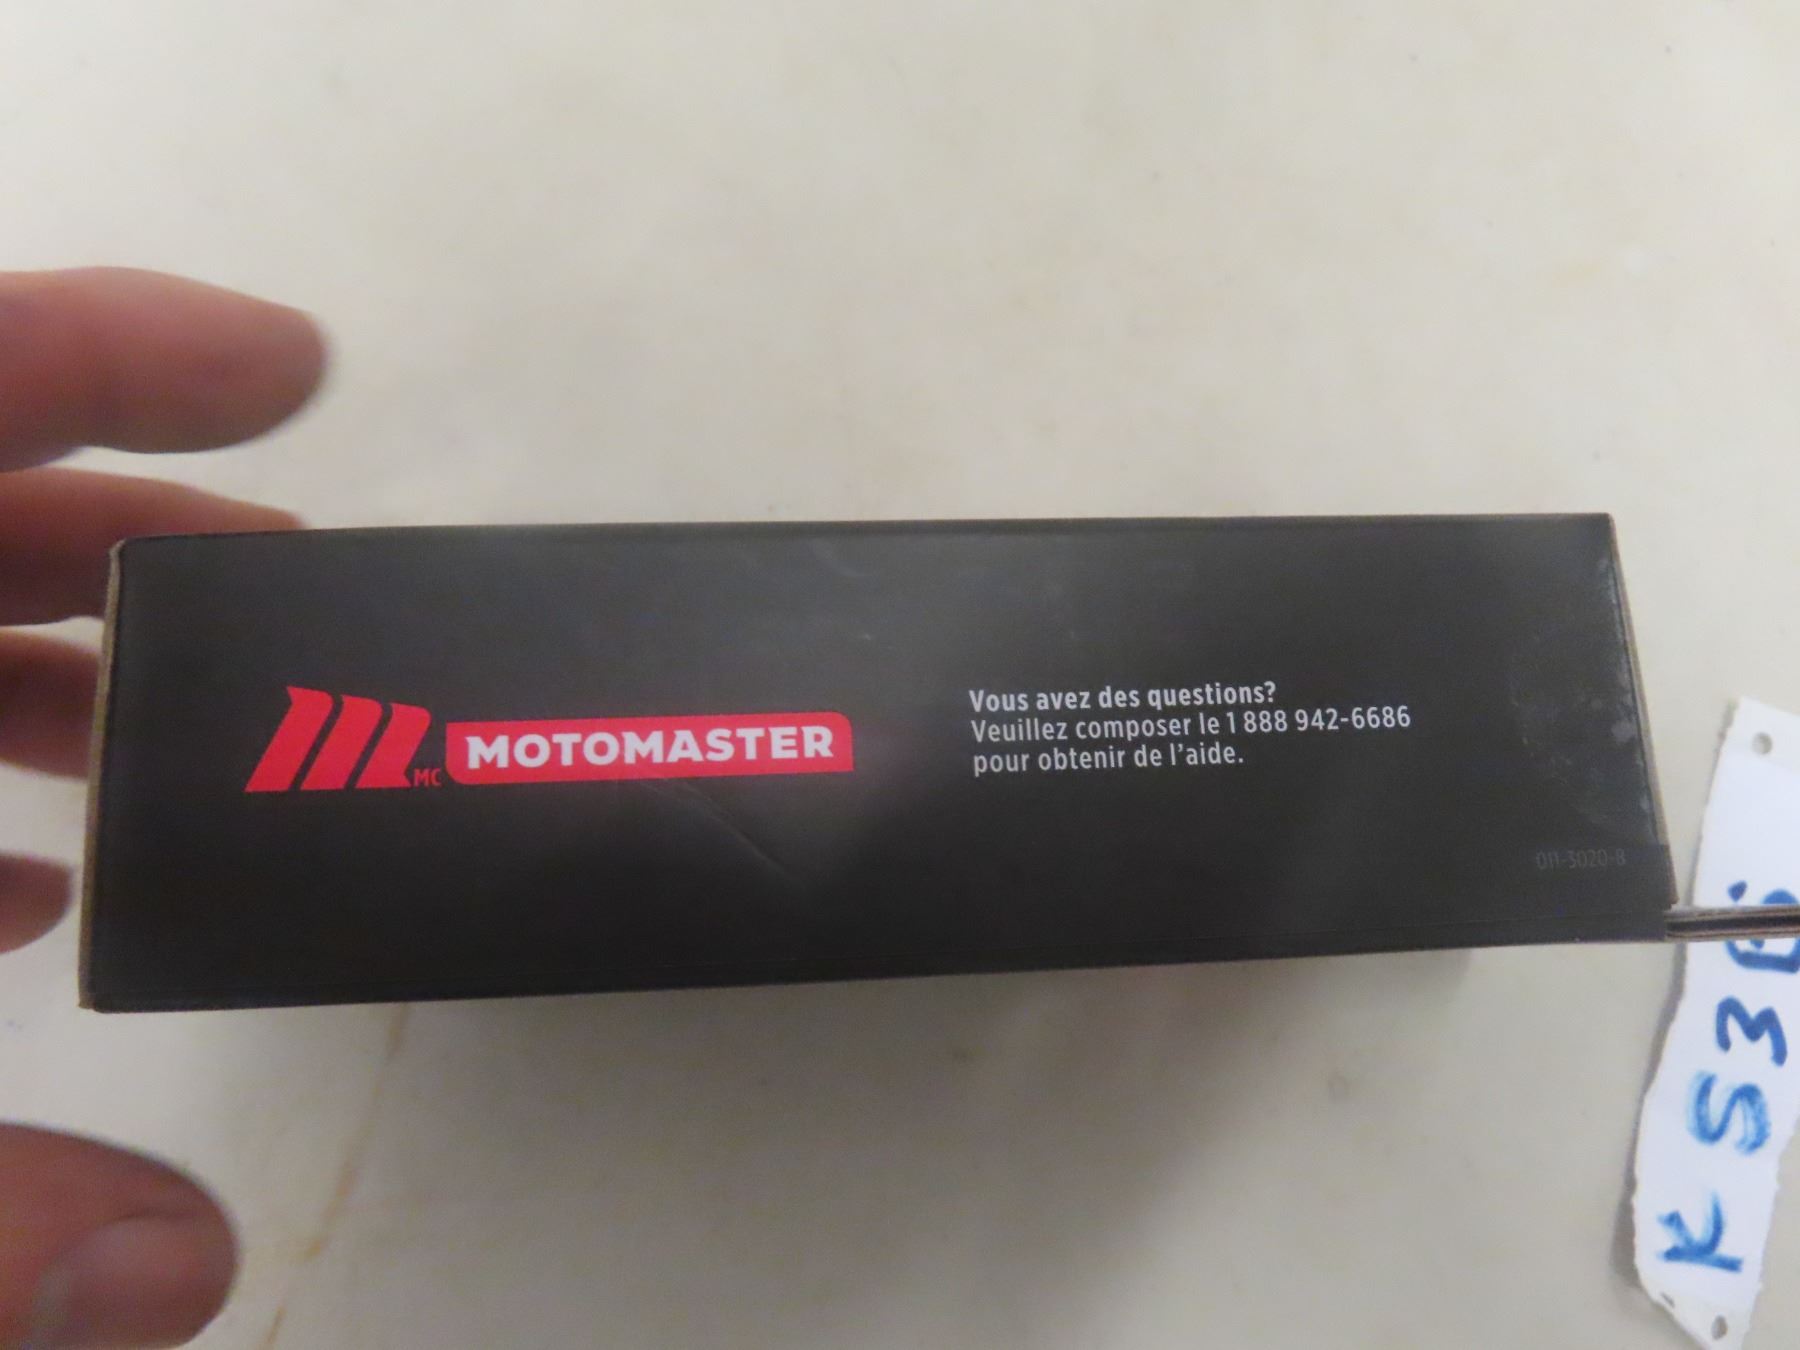 MC MOTOMASTER
Vous avez des questions?
Veuillez composer le 1 888 942-6686
pour obtenir de l'aide.
011-3020-8
K S3